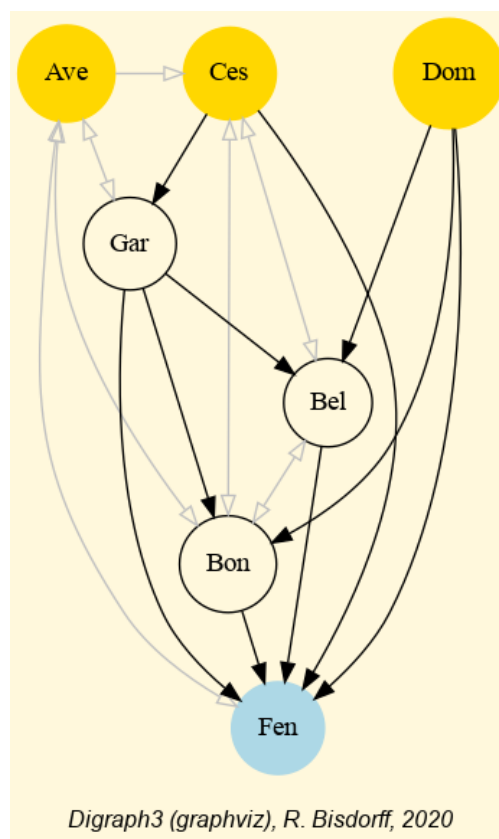 Ave
Ces
Dom
Gar
Bel
Bon
Fen
Digraph3 (graphviz), R. Bisdorff, 2020